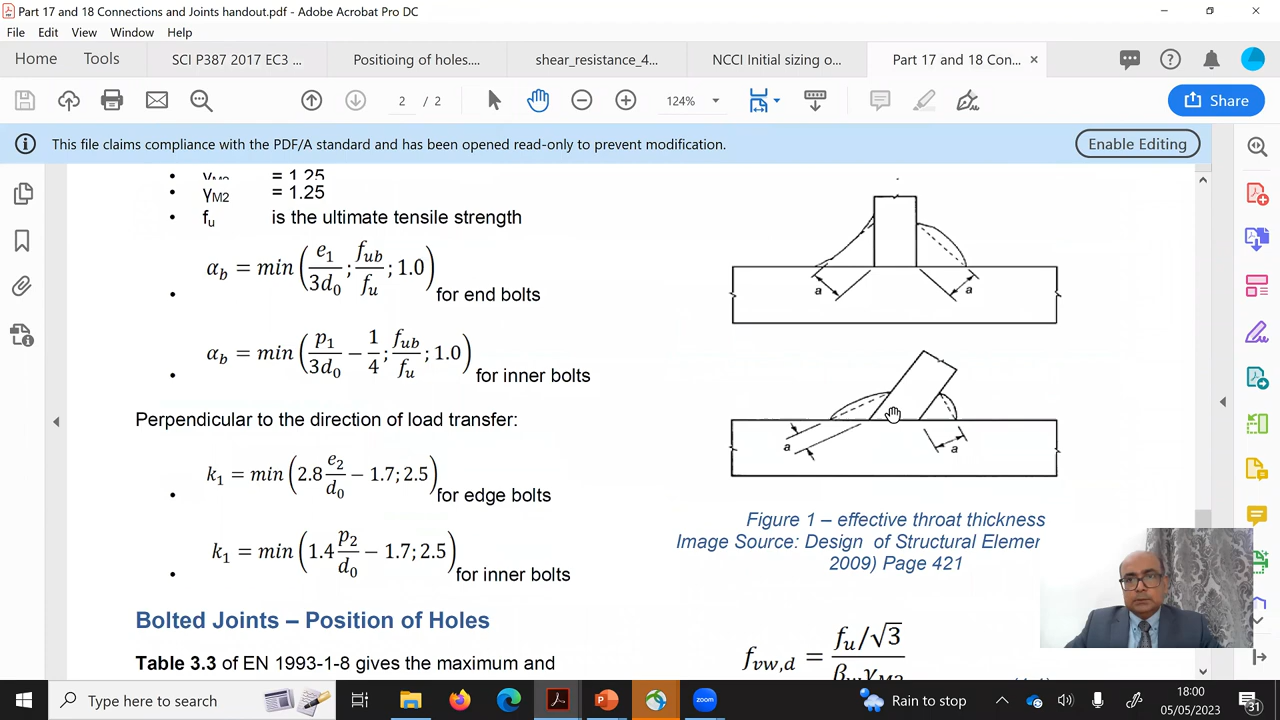 Part 17 and 18 Connections and Joints handout.pdf - Adobe Acrobat Pro DC
File Edit View Window Help
Home Tools SCI P387 2017 EC3 ... Positioing of holes.... shear_resistance_4... NCCI Initial sizing o... Part 17 and 18 Con... ×
2 / 2 124% Share
This file claims compliance with the PDF/A standard and has been opened read-only to prevent modification. Enable Editing
• γM2 = 1.25
• γM2 = 1.25
• fu is the ultimate tensile strength
αb = min(e1/3d0; fub/fu; 1.0)
• for end bolts
αb = min(p1/3d0 − 1/4; fub/fu; 1.0)
• for inner bolts
Perpendicular to the direction of load transfer:
k1 = min(2.8 e2/d0 − 1.7; 2.5)
• for edge bolts
k1 = min(1.4 p2/d0 − 1.7; 2.5)
• for inner bolts
Bolted Joints – Position of Holes
Table 3.3 of EN 1993-1-8 gives the maximum and
a a
a a
Figure 1 – effective throat thickness
Image Source: Design of Structural Elemer
2009) Page 421
fvw,d = fu/√3
βw γM2
Type here to search
Rain to stop
18:00
05/05/2023
31
zoom